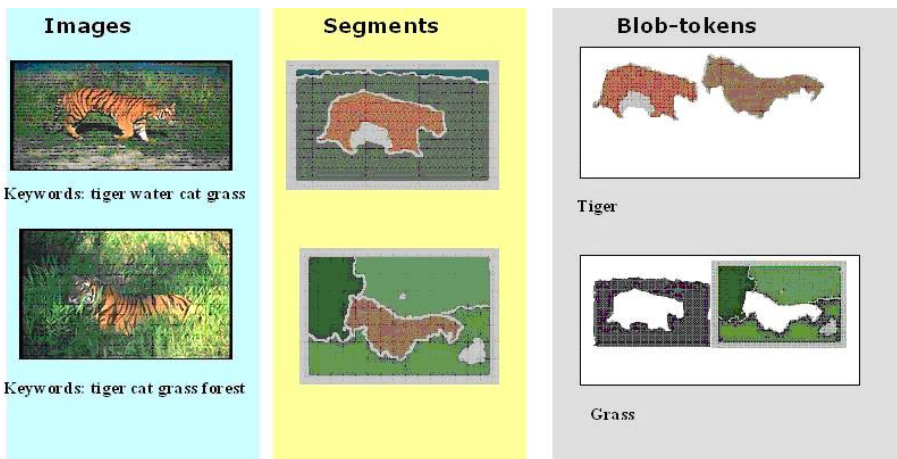 Images
Segments
Blob-tokens
Keywords: tiger water cat grass
Tiger
Keywords: tiger cat grass forest
Grass